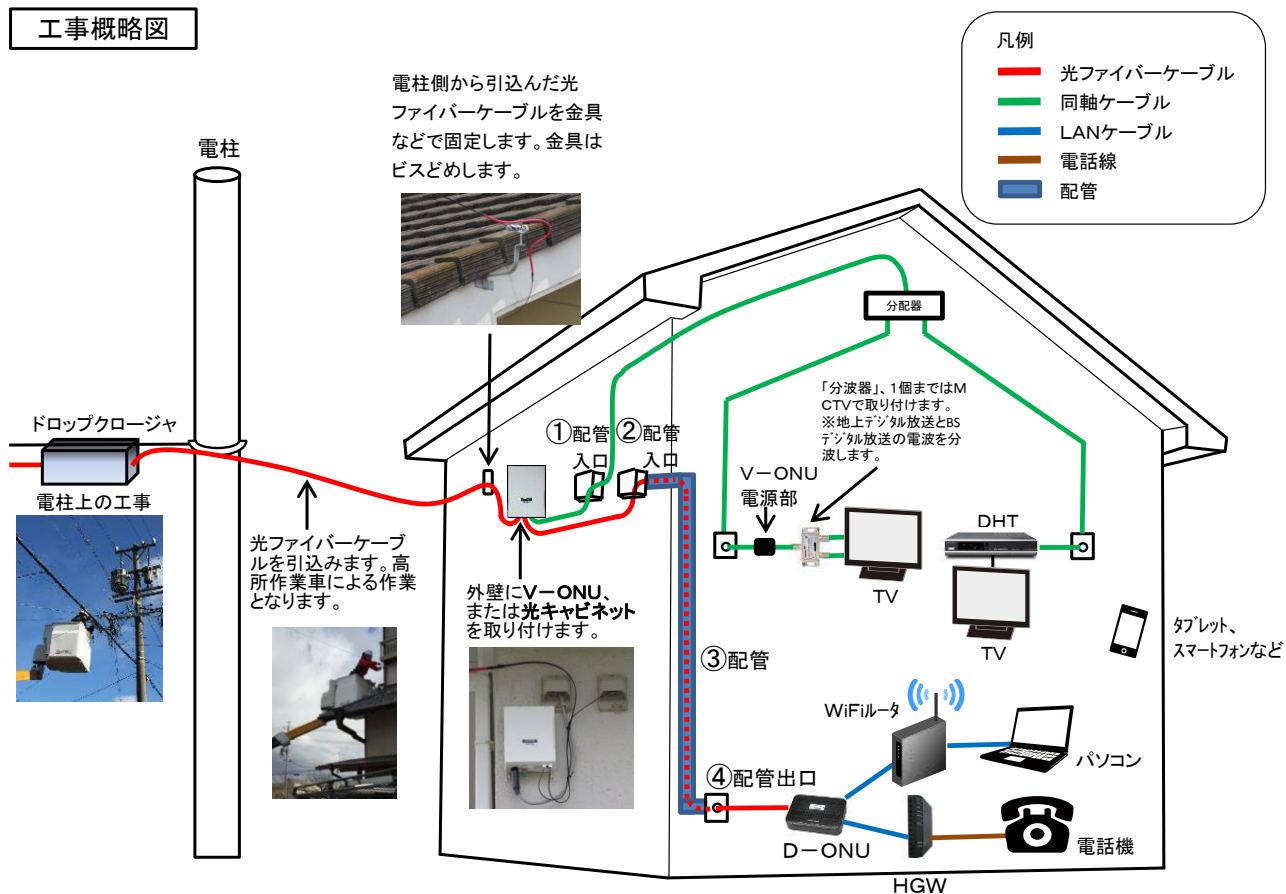 工事概略図
凡例
光ファイバーケーブル
同軸ケーブル
LANケーブル
電話線
配管
電柱側から引込んだ光
ファイバーケーブルを金具
などで固定します。金具は
ビスどめします。
電柱
分配器
ドロップクロージャ
電柱上の工事
光ファイバーケーブ
ルを引込みます。高
所作業車による作業
となります。
①配管
入口
②配管
入口
外壁にV－ONU、
または光キャビネット
を取り付けます。
「分波器」、1個まではM
CTVで取り付けます。
※地上デジタル放送とBS
デジタル放送の電波を分
波します。
V－ONU
電源部
TV
DHT
TV
タブレット、
スマートフォンなど
③配管
WiFiルータ
パソコン
④配管出口
D－ONU
HGW
電話機